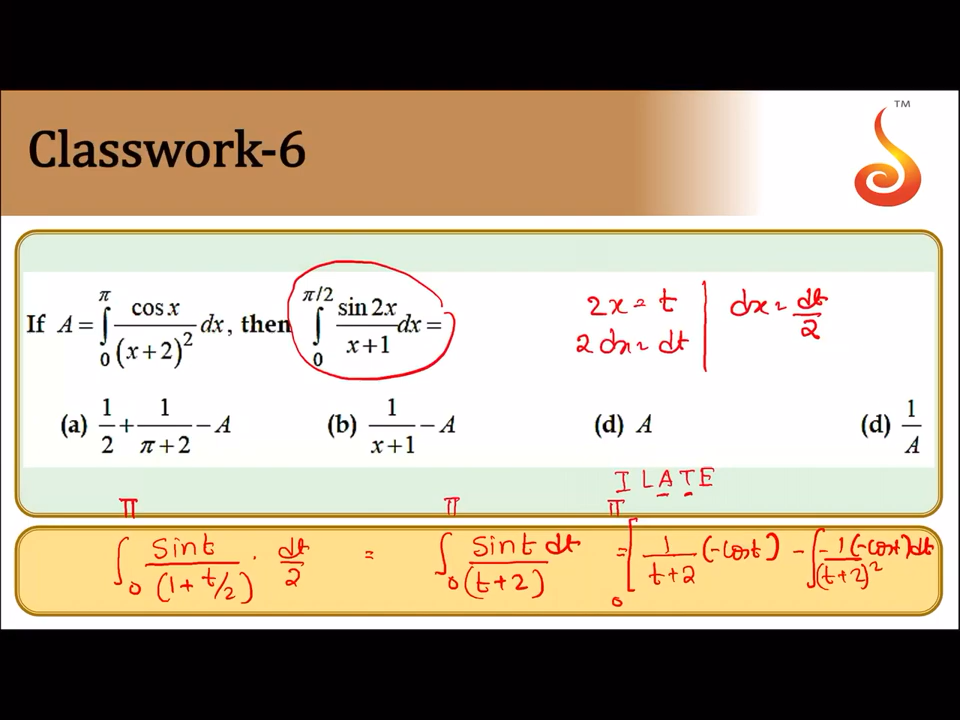 TM
Classwork-6
If A = ∫₀^π cos x / (x+2)² dx, then ∫₀^(π/2) sin 2x / (x+1) dx =
2x = t | dx = dt/2
2 dx = dt
(a) 1/2 + 1/(π+2) − A (b) 1/(x+1) − A (d) A (d) 1/A
I L A T E
∫₀^π sin t / (1 + t/2) · dt/2 = ∫₀^π sin t dt / (t+2) = [1/(t+2) (−cos t) − ∫ −1 (−cos t) dt / (t+2)²]₀^π